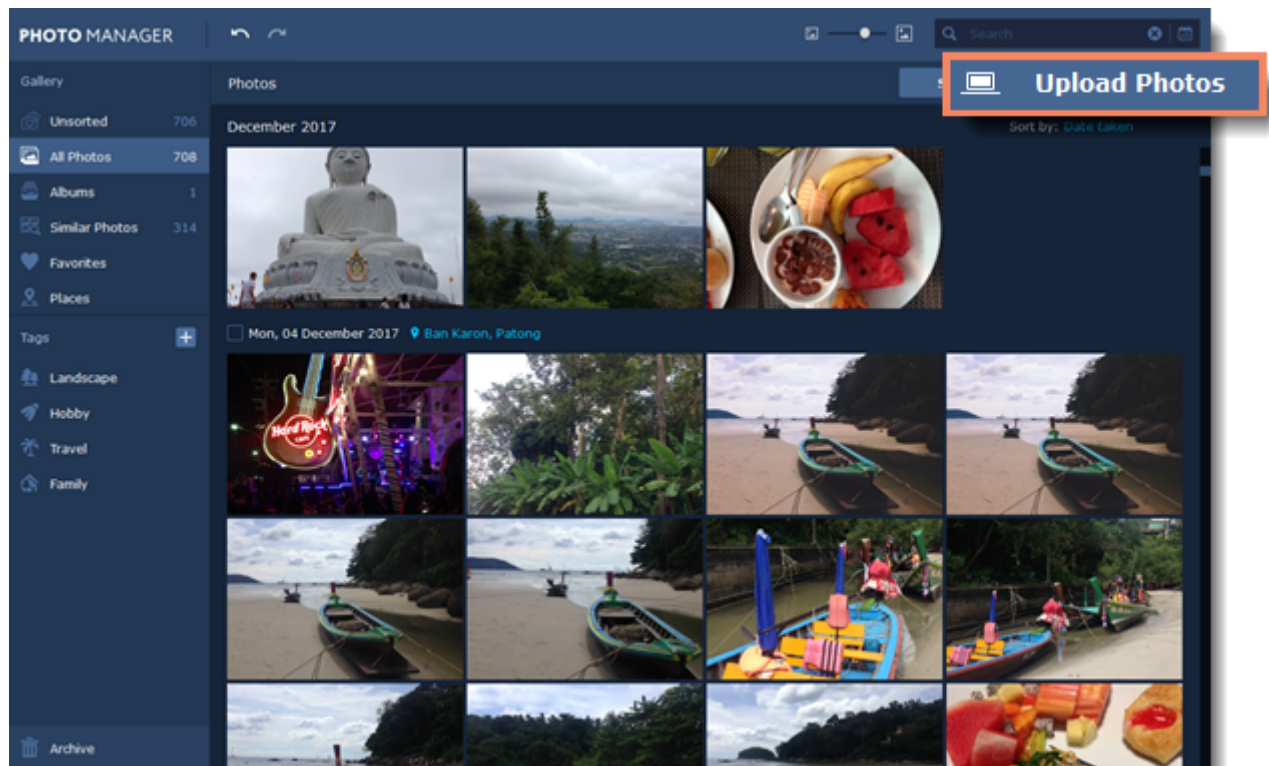 PHOTO MANAGER
Search
Upload Photos
Gallery
Photos
Unsorted 706
December 2017
Sort by: Date taken
All Photos 708
Albums 1
Similar Photos 314
Favorites
Places
Tags
Mon, 04 December 2017 Ban Karon, Patong
Landscape
Hobby
Hard Rock
CAFE
Travel
Family
Archive